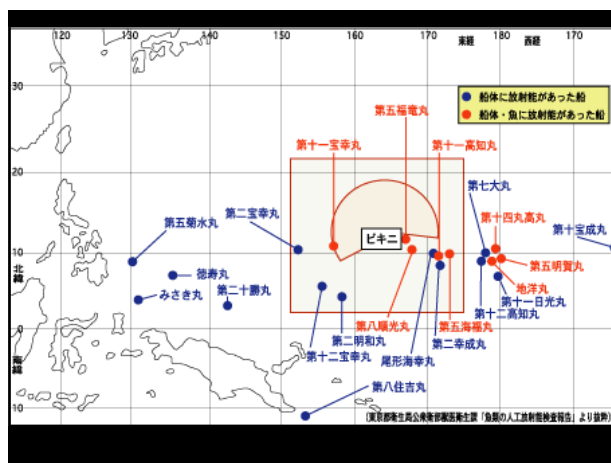 120 130 140 150 160 170 東経 180 西経 170
船体に放射能があった船
船体・魚に放射能があった船
30
第五福竜丸
第十一宝幸丸
第十一高知丸
20
第七大丸
第二宝幸丸
第十四丸高丸
第五菊水丸
第十宝成丸
ビキニ
北緯
10
徳寿丸
第五明賀丸
地洋丸
みさき丸
第二十勝丸
第十一日光丸
第八順光丸
第五海福丸
第十二高知丸
0
第二明和丸
第二幸成丸
尾形海幸丸
第十二宝幸丸
南緯
第八住吉丸
10
(東京都衛生局公衆衛部獣医衛生課「魚類の人工放射能検査報告」より抜粋)